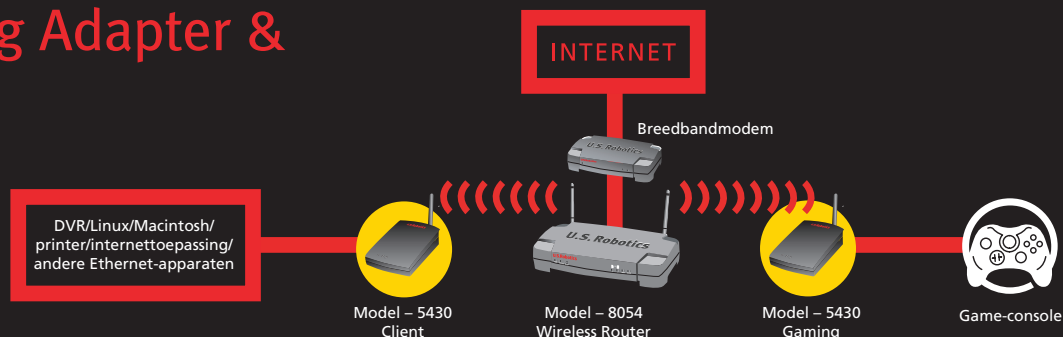 g Adapter &
INTERNET
Breedbandmodem
U.S. Robotics
U.S. Robotics
DVR/Linux/Macintosh/
printer/internettoepassing/
andere Ethernet-apparaten
Model – 5430
Client
Model – 8054
Wireless Router
Model – 5430
Gaming
Game-console